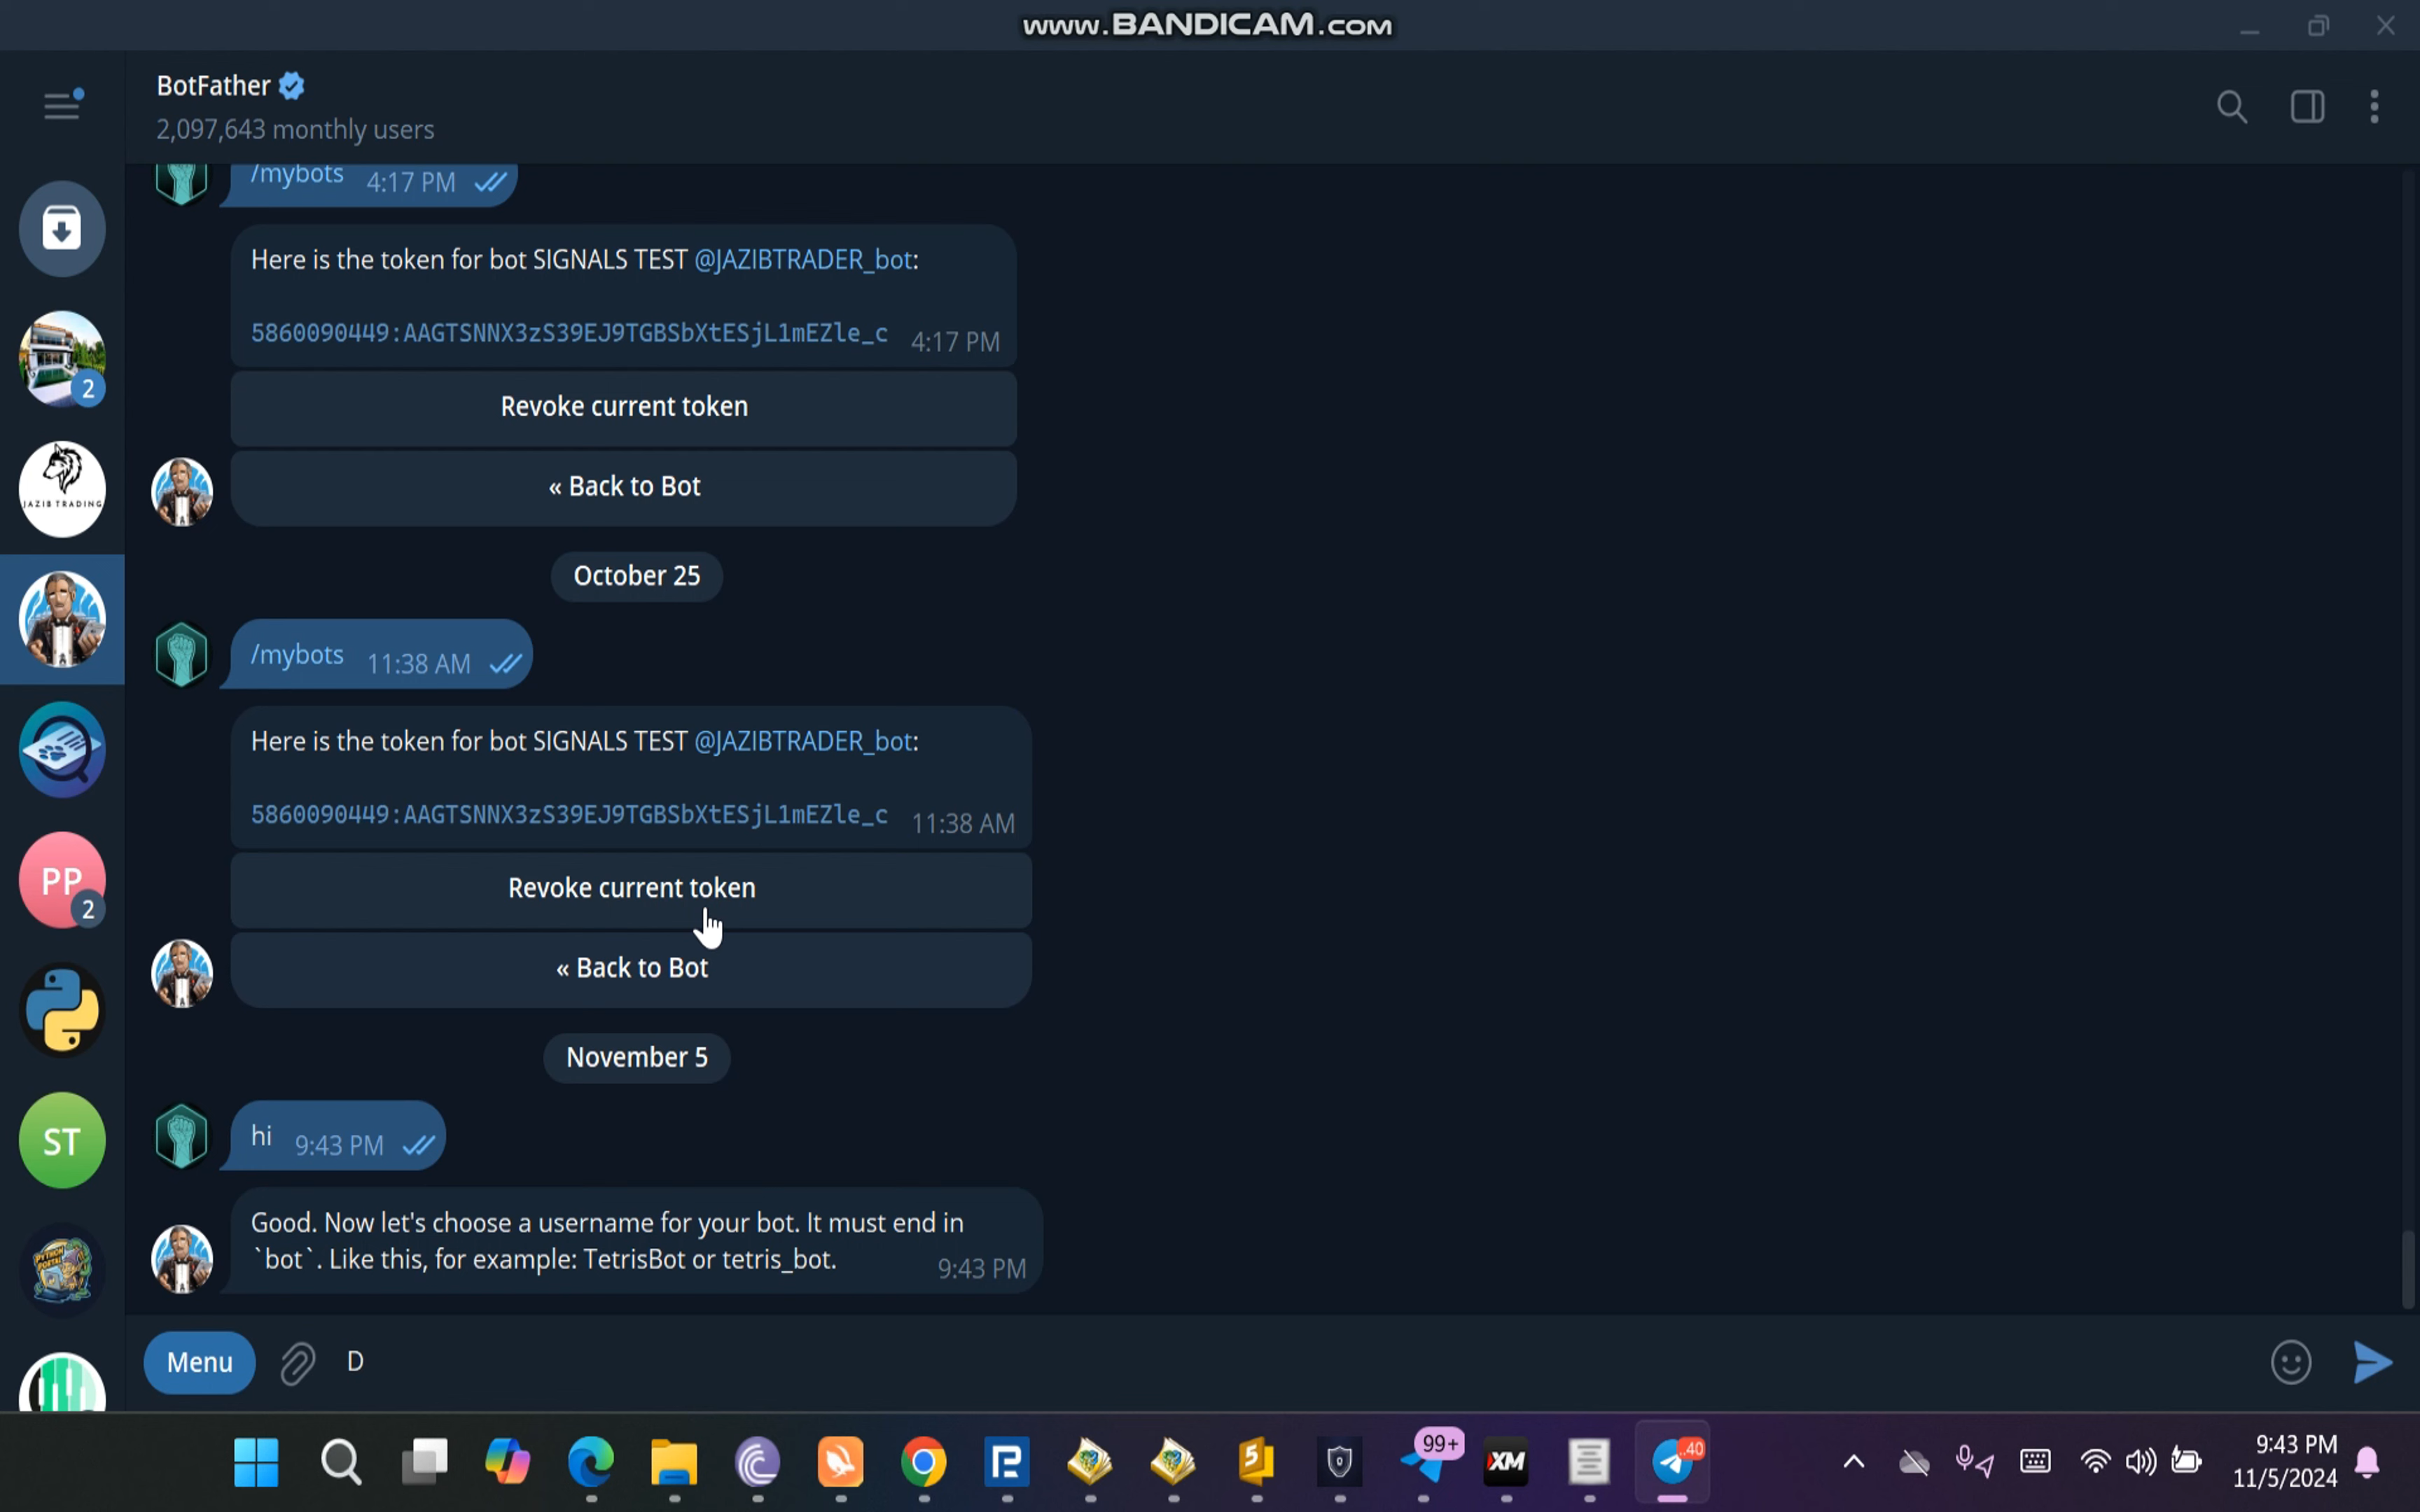 www.BANDICAM.com
BotFather
2,097,643 monthly users
/mybots 4:17 PM
Here is the token for bot SIGNALS TEST @JAZIBTRADER_bot:
5860090449:AAGTSNNX3zS39EJ9TGBSbXtESjL1mEZle_c 4:17 PM
Revoke current token
« Back to Bot
October 25
/mybots 11:38 AM
Here is the token for bot SIGNALS TEST @JAZIBTRADER_bot:
5860090449:AAGTSNNX3zS39EJ9TGBSbXtESjL1mEZle_c 11:38 AM
Revoke current token
« Back to Bot
November 5
hi 9:43 PM
Good. Now let's choose a username for your bot. It must end in
`bot`. Like this, for example: TetrisBot or tetris_bot. 9:43 PM
Menu D
2
JAZIB TRADING
PP
2
ST
PYTHON
PORTAL
99+
5
XM
..40
9:43 PM
11/5/2024